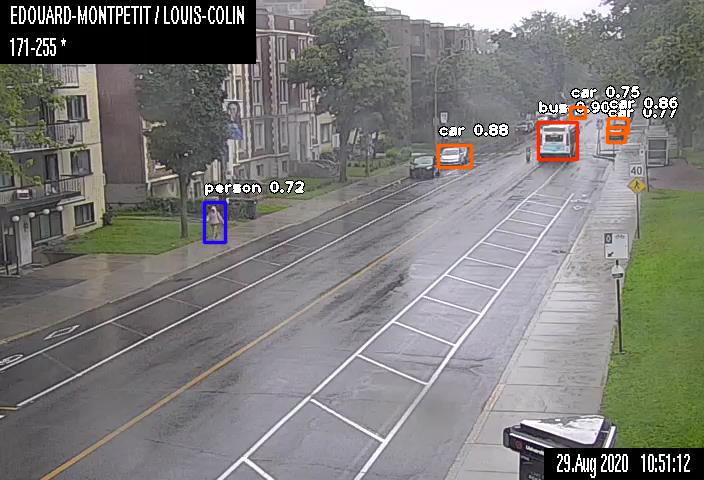 EDOUARD-MONTPETIT / LOUIS-COLIN
171-255 *
car 0.75
bus 0.90
car 0.86
car 0.77
car 0.88
person 0.72
40
29.Aug 2020 10:51:12